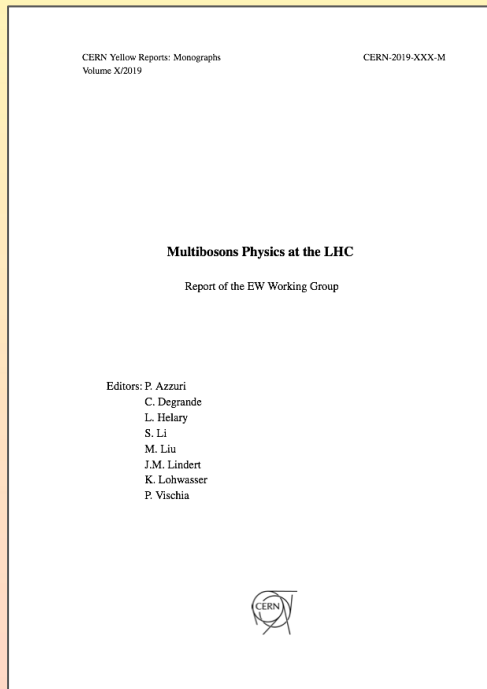 CERN Yellow Reports: Monographs CERN-2019-XXX-M
Volume X/2019
Multibosons Physics at the LHC
Report of the EW Working Group
Editors: P. Azzuri
C. Degrande
L. Helary
S. Li
M. Liu
J.M. Lindert
K. Lohwasser
P. Vischia
CERN